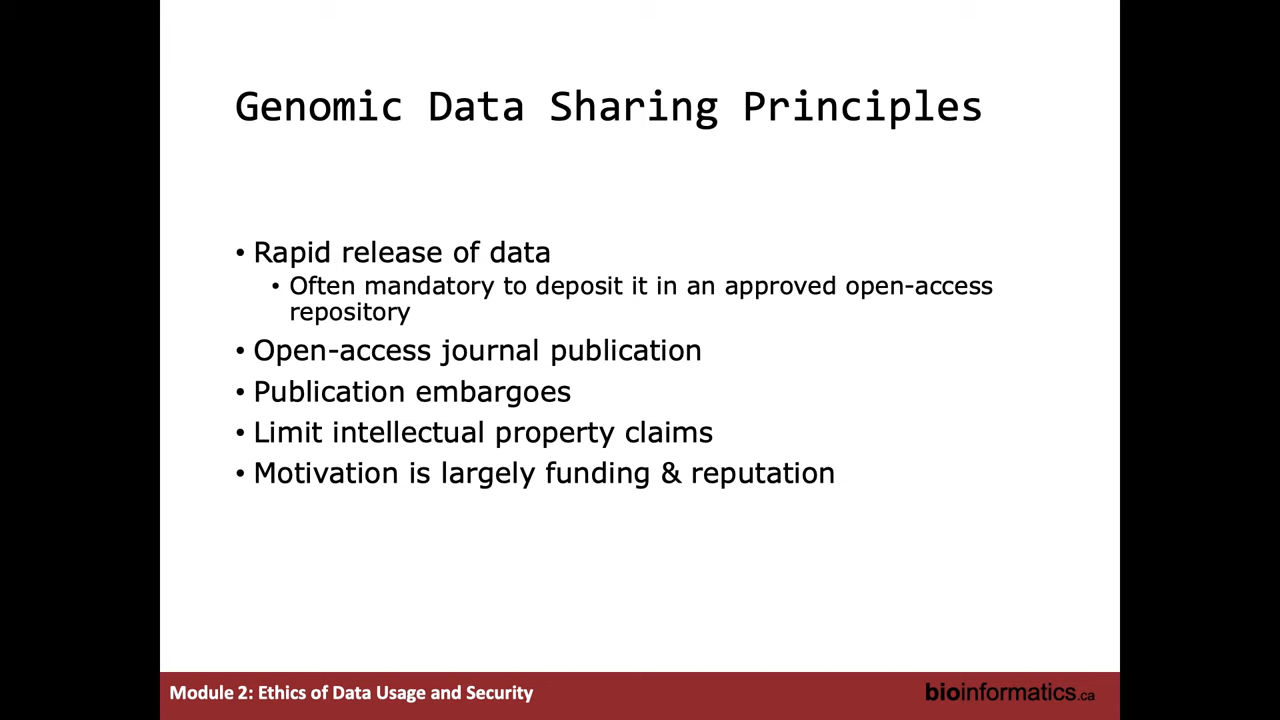 Genomic Data Sharing Principles
• Rapid release of data
• Often mandatory to deposit it in an approved open-access
repository
• Open-access journal publication
• Publication embargoes
• Limit intellectual property claims
• Motivation is largely funding & reputation
Module 2: Ethics of Data Usage and Security
bioinformatics.ca